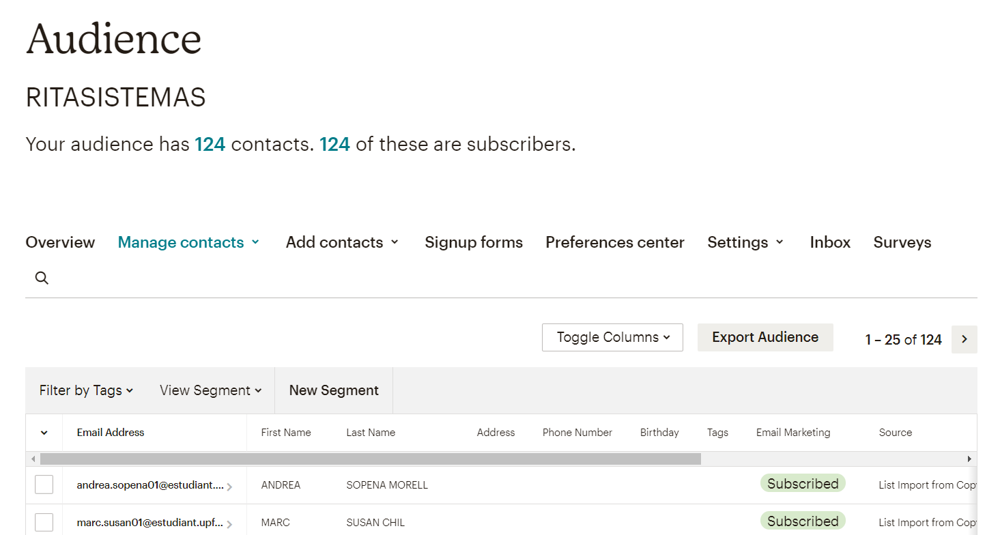 Audience
RITASISTEMAS
Your audience has 124 contacts. 124 of these are subscribers.
Overview Manage contacts Add contacts Signup forms Preferences center Settings Inbox Surveys
Toggle Columns Export Audience 1 – 25 of 124
Filter by Tags View Segment New Segment
Email Address First Name Last Name Address Phone Number Birthday Tags Email Marketing Source
andrea.sopena01@estudiant.... ANDREA SOPENA MORELL Subscribed List Import from Cop
marc.susan01@estudiant.upf... MARC SUSAN CHIL Subscribed List Import from Cop